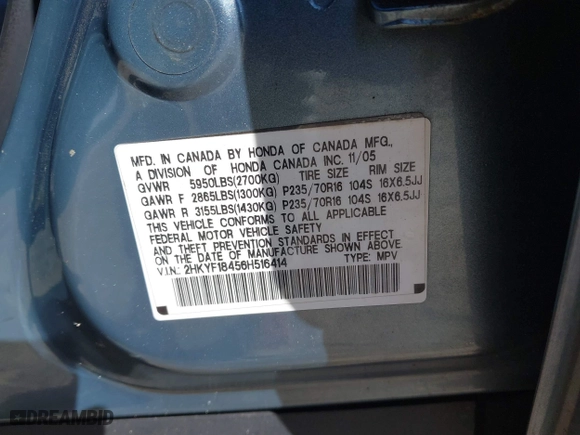 MFD. IN CANADA BY HONDA OF CANADA MFG.,
A DIVISION OF HONDA CANADA INC. 11/05
GVWR 5950LBS(2700KG) TIRE SIZE RIM SIZE
GAWR F 2865LBS(1300KG) P235/70R16 104S 16X6.5JJ
GAWR R 3155LBS(1430KG) P235/70R16 104S 16X6.5JJ
THIS VEHICLE CONFORMS TO ALL APPLICABLE
FEDERAL MOTOR VEHICLE SAFETY
AND THEFT PREVENTION STANDARDS IN EFFECT
ON THE DATE OF MANUFACTURE SHOWN ABOVE.
V.I.N.: 2HKYF18456H516414 TYPE: MPV
DREAMBID